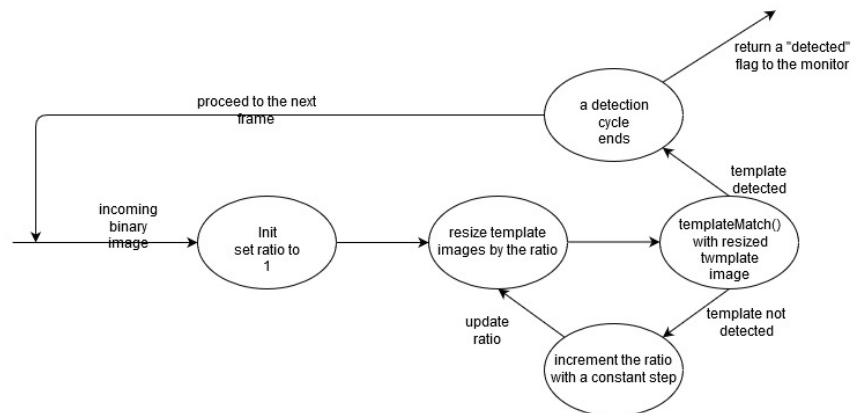 return a "detected"
flag to the monitor
proceed to the next
frame
a detection
cycle
ends
template
detected
incoming
binary
image
Init
set ratio to
1
resize template
images by the ratio
templateMatch()
with resized
twmplate
image
update
ratio
template not
detected
increment the ratio
with a constant step